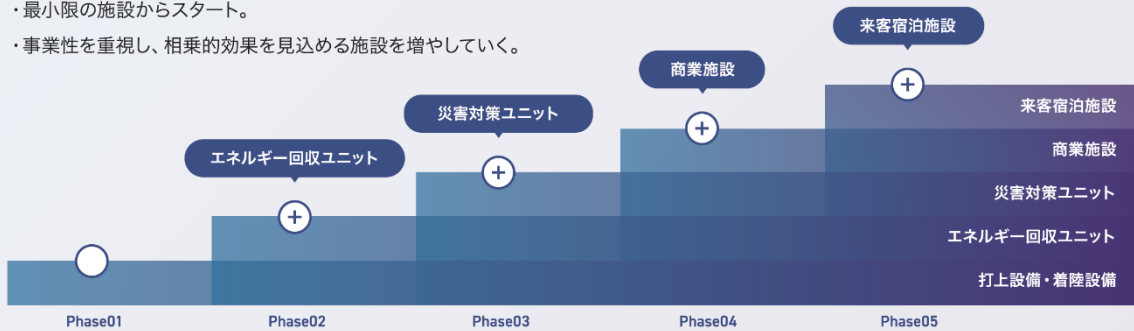 ・最小限の施設からスタート。
・事業性を重視し、相乗的効果を見込める施設を増やしていく。
来客宿泊施設
商業施設
災害対策ユニット
エネルギー回収ユニット
来客宿泊施設
商業施設
災害対策ユニット
エネルギー回収ユニット
打上設備・着陸設備
Phase01 Phase02 Phase03 Phase04 Phase05